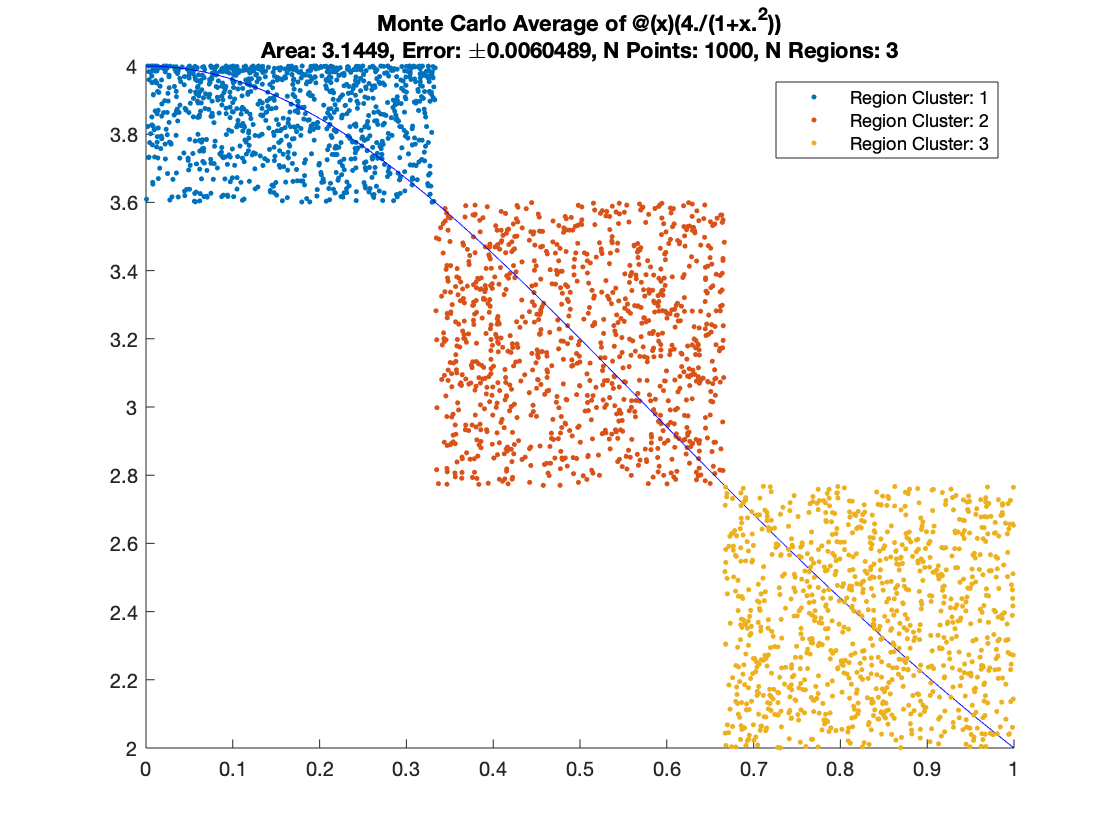 Monte Carlo Average of @(x)(4./(1+x.²))
Area: 3.1449, Error: ±0.0060489, N Points: 1000, N Regions: 3
Region Cluster: 1
Region Cluster: 2
Region Cluster: 3
4
3.8
3.6
3.4
3.2
3
2.8
2.6
2.4
2.2
2
0 0.1 0.2 0.3 0.4 0.5 0.6 0.7 0.8 0.9 1